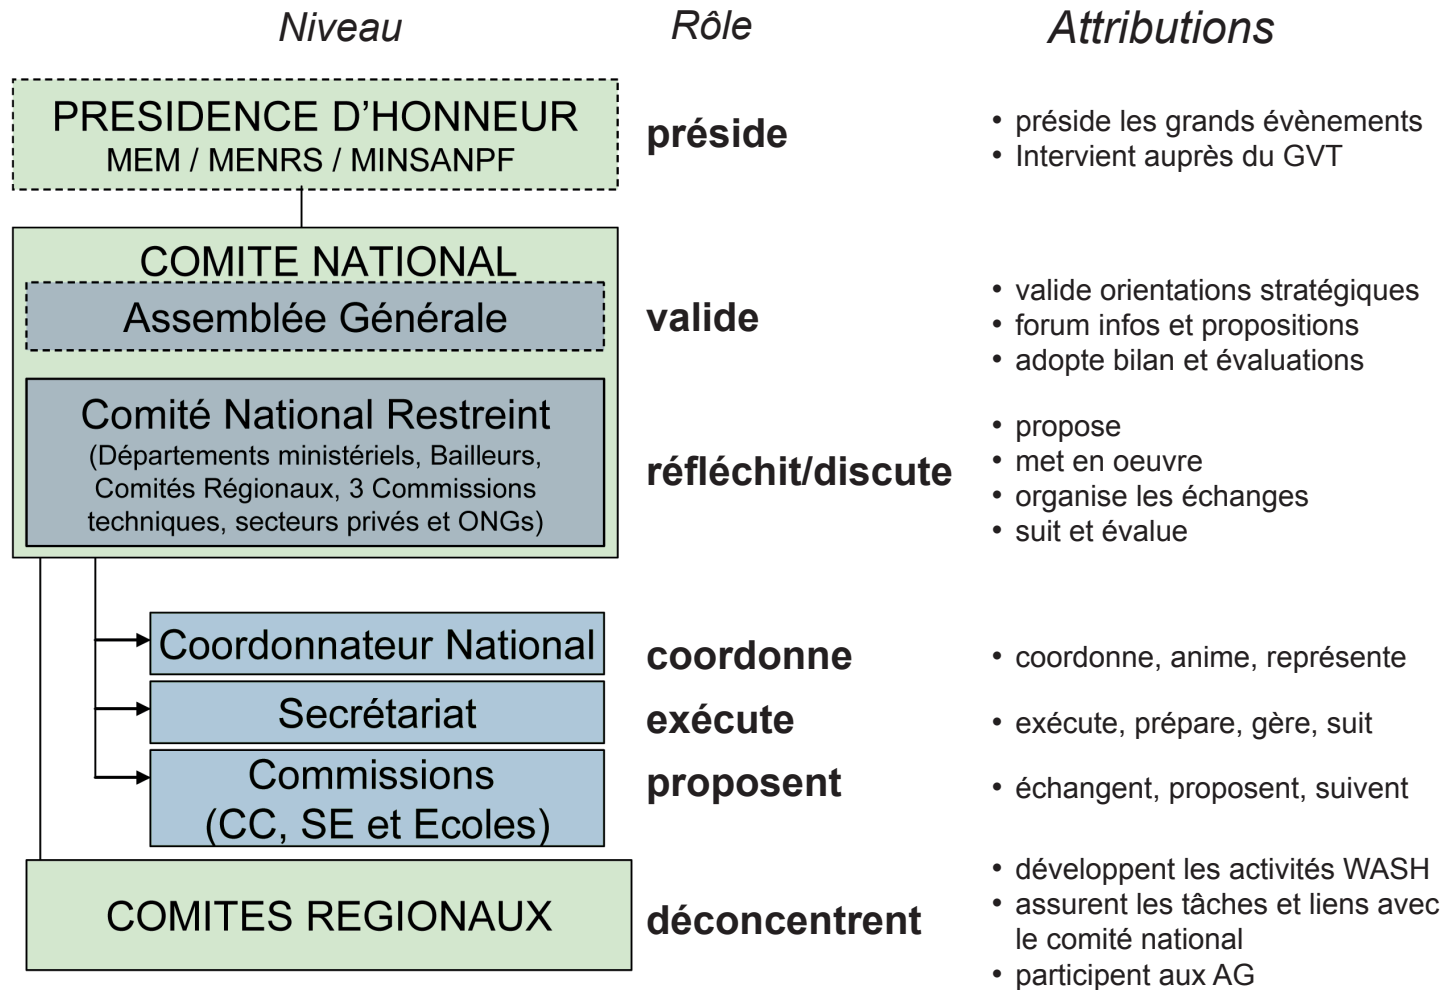 Niveau
Rôle
Attributions
PRESIDENCE D'HONNEUR
MEM / MENRS / MINSANPF
préside
• préside les grands évènements
• Intervient auprès du GVT
COMITE NATIONAL
Assemblée Générale
valide
• valide orientations stratégiques
• forum infos et propositions
• adopte bilan et évaluations
Comité National Restreint
(Départements ministériels, Bailleurs,
Comités Régionaux, 3 Commissions
techniques, secteurs privés et ONGs)
réfléchit/discute
• propose
• met en oeuvre
• organise les échanges
• suit et évalue
Coordonnateur National
coordonne
• coordonne, anime, représente
Secrétariat
exécute
• exécute, prépare, gère, suit
Commissions
(CC, SE et Ecoles)
proposent
• échangent, proposent, suivent
COMITES REGIONAUX
déconcentrent
• développent les activités WASH
• assurent les tâches et liens avec
le comité national
• participent aux AG